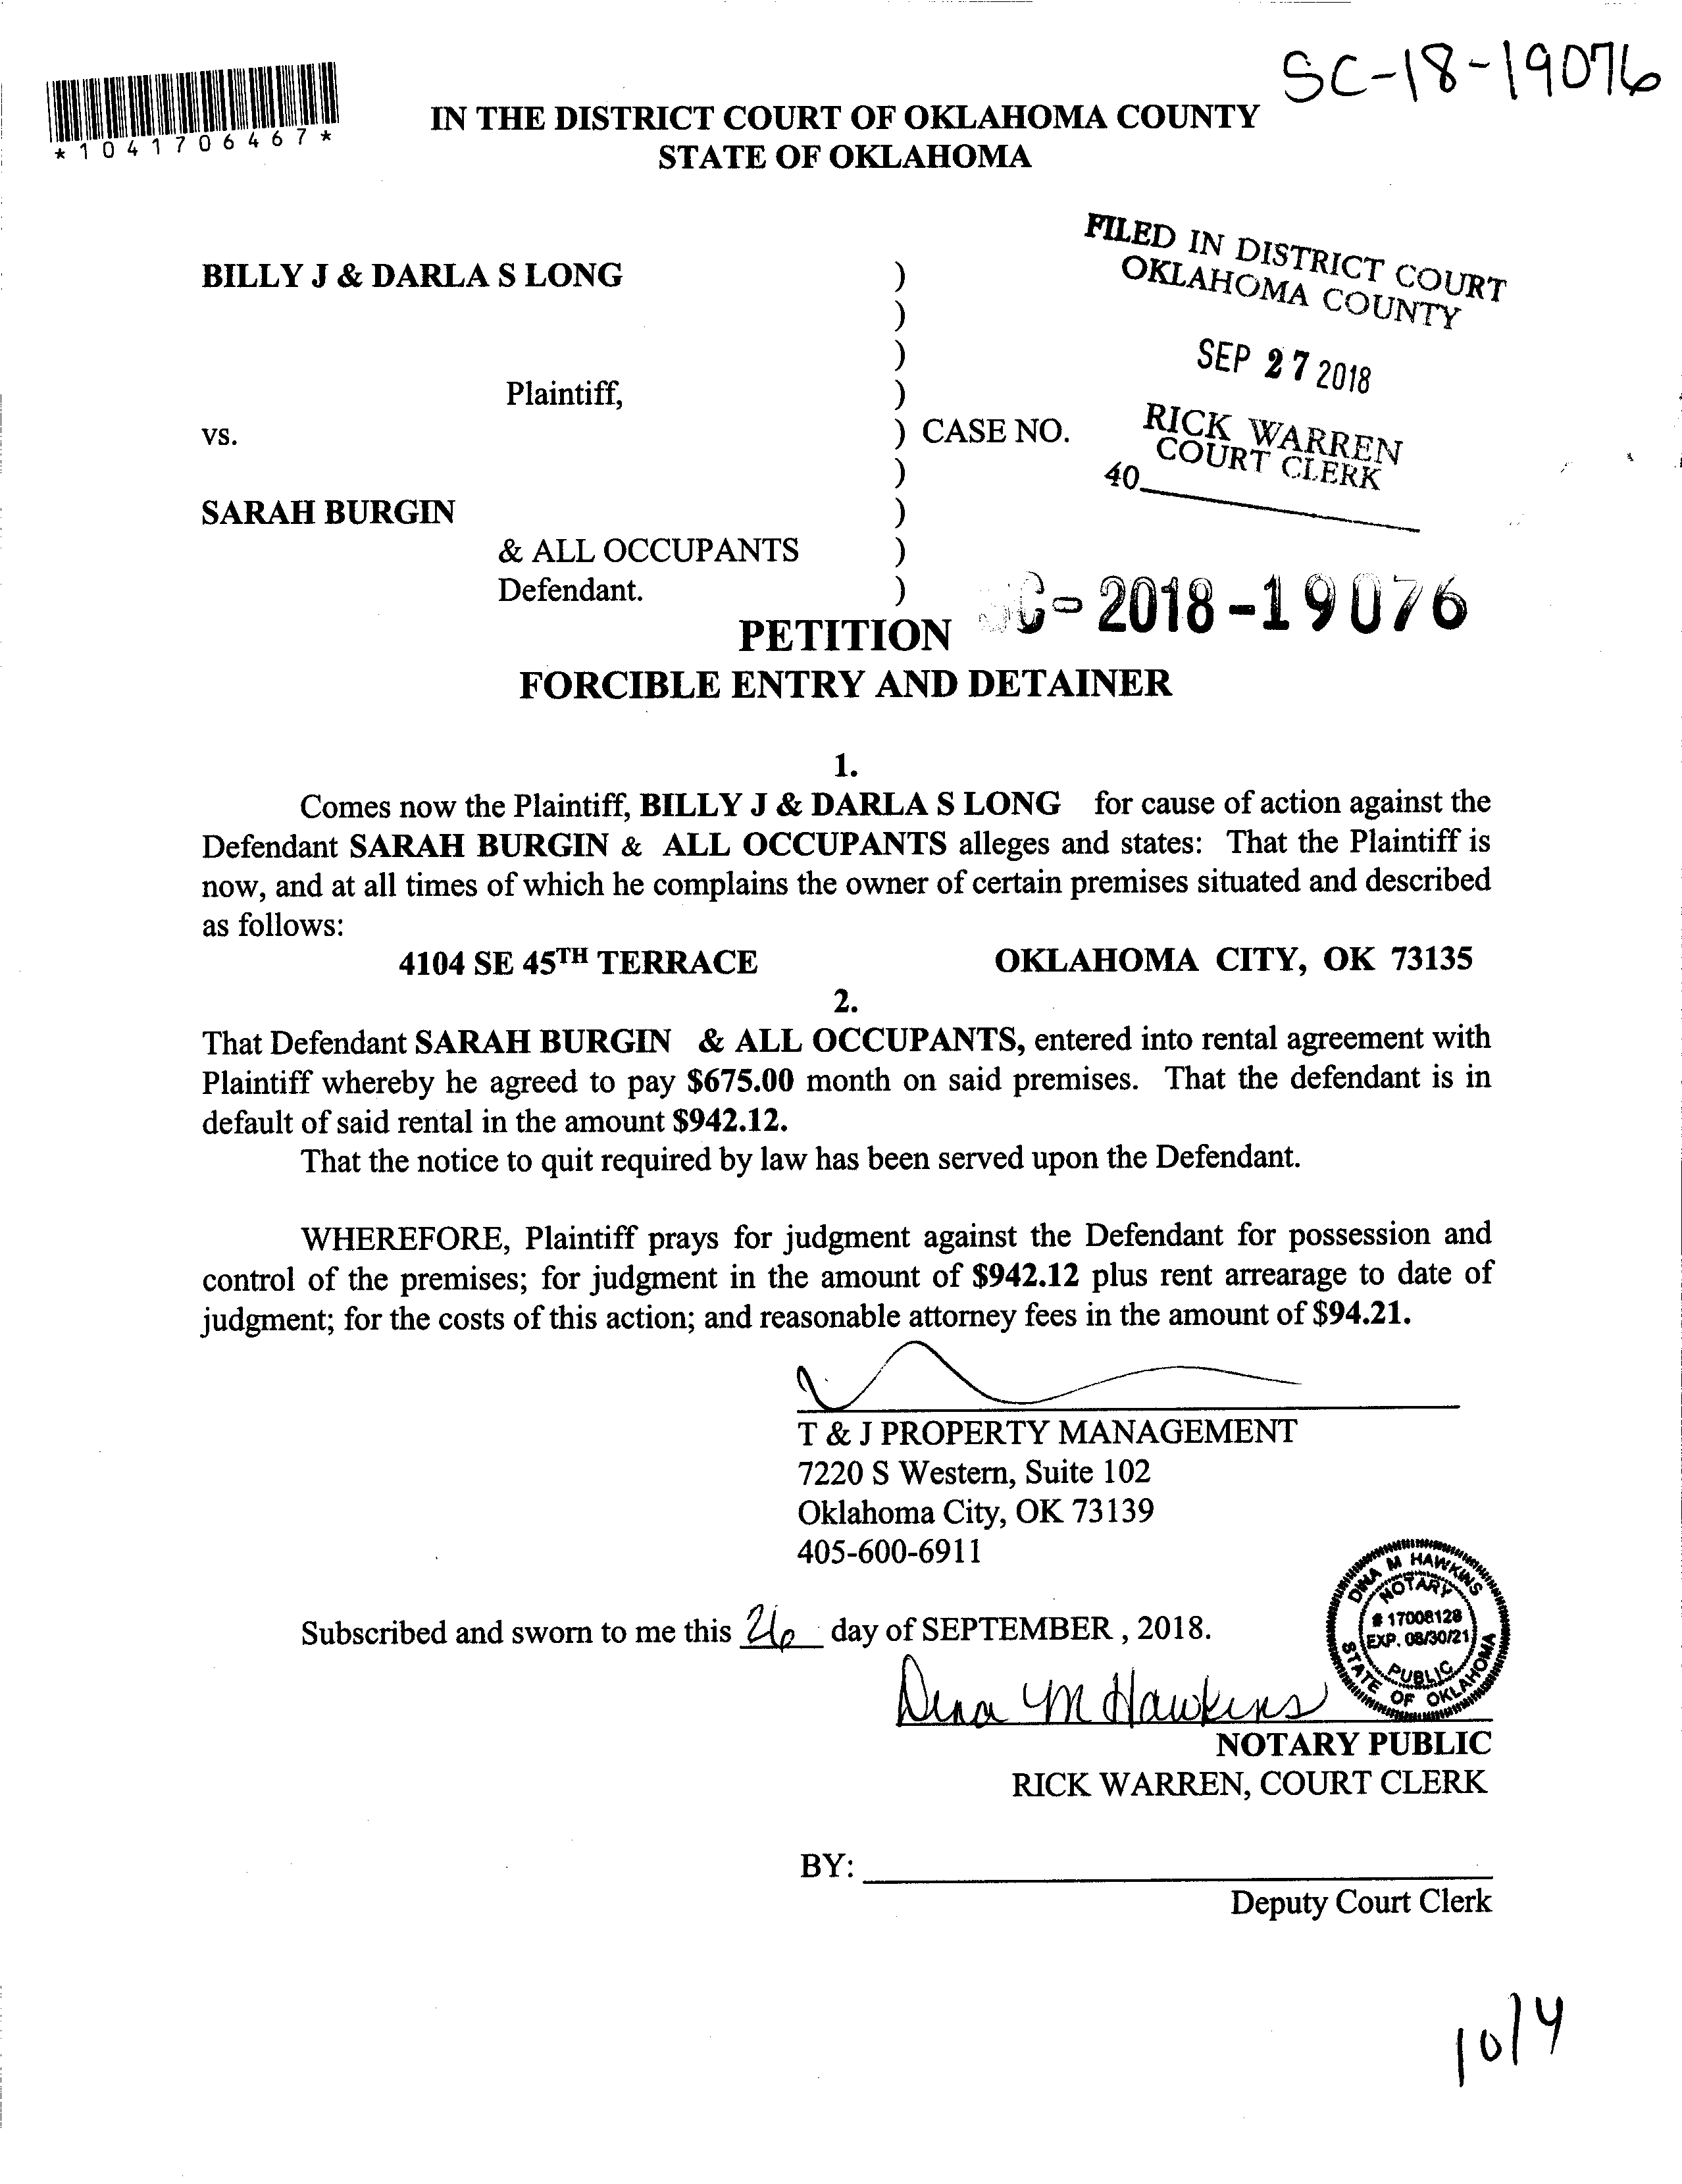 SC-18-19076
*1041706467*
IN THE DISTRICT COURT OF OKLAHOMA COUNTY
STATE OF OKLAHOMA
FILED IN DISTRICT COURT
OKLAHOMA COUNTY
SEP 27 2018
RICK WARREN
COURT CLERK
40
BILLY J & DARLA S LONG )
)
)
Plaintiff, )
vs. ) CASE NO.
)
SARAH BURGIN )
& ALL OCCUPANTS )
Defendant. )
SC-2018-19076
PETITION
FORCIBLE ENTRY AND DETAINER
1.
Comes now the Plaintiff, BILLY J & DARLA S LONG for cause of action against the
Defendant SARAH BURGIN & ALL OCCUPANTS alleges and states: That the Plaintiff is
now, and at all times of which he complains the owner of certain premises situated and described
as follows:
4104 SE 45TH TERRACE OKLAHOMA CITY, OK 73135
2.
That Defendant SARAH BURGIN & ALL OCCUPANTS, entered into rental agreement with
Plaintiff whereby he agreed to pay $675.00 month on said premises. That the defendant is in
default of said rental in the amount $942.12.
That the notice to quit required by law has been served upon the Defendant.
WHEREFORE, Plaintiff prays for judgment against the Defendant for possession and
control of the premises; for judgment in the amount of $942.12 plus rent arrearage to date of
judgment; for the costs of this action; and reasonable attorney fees in the amount of $94.21.
T & J PROPERTY MANAGEMENT
7220 S Western, Suite 102
Oklahoma City, OK 73139
405-600-6911
Subscribed and sworn to me this 26 day of SEPTEMBER , 2018.
Dina M Hawkins
DINA M HAWKINS
NOTARY
# 17008128
EXP. 08/30/21
PUBLIC
STATE OF OKLAHOMA
NOTARY PUBLIC
RICK WARREN, COURT CLERK
BY:
Deputy Court Clerk
10/4